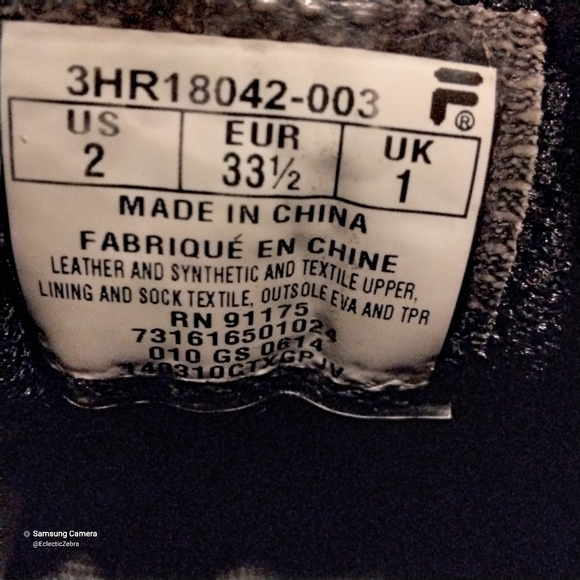 3HR18042-003
F®
US EUR UK
2 33½ 1
MADE IN CHINA
FABRIQUÉ EN CHINE
LEATHER AND SYNTHETIC AND TEXTILE UPPER,
LINING AND SOCK TEXTILE, OUTSOLE EVA AND TPR
RN 91175
731616501024
010 GS 0614
Samsung Camera
@EclecticZebra